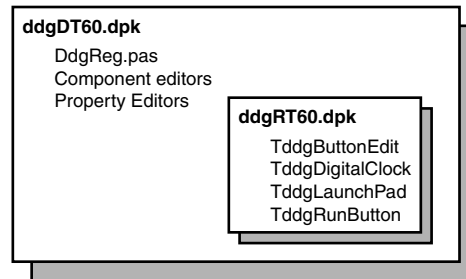 ddgDT60.dpk
DdgReg.pas
Component editors
Property Editors
ddgRT60.dpk
TddgButtonEdit
TddgDigitalClock
TddgLaunchPad
TddgRunButton